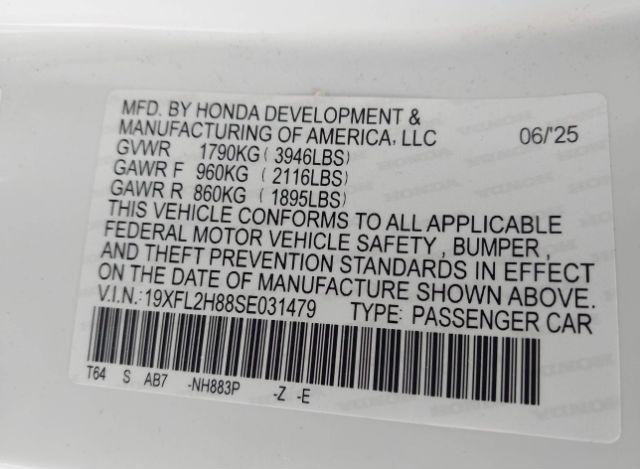 MFD. BY HONDA DEVELOPMENT &
MANUFACTURING OF AMERICA, LLC 06/'25
GVWR 1790KG ( 3946LBS)
GAWR F 960KG ( 2116LBS)
GAWR R 860KG ( 1895LBS)
THIS VEHICLE CONFORMS TO ALL APPLICABLE
FEDERAL MOTOR VEHICLE SAFETY , BUMPER ,
AND THEFT PREVENTION STANDARDS IN EFFECT
ON THE DATE OF MANUFACTURE SHOWN ABOVE.
V.I.N.:19XFL2H88SE031479 TYPE: PASSENGER CAR
T64 S AB7 -NH883P -Z -E